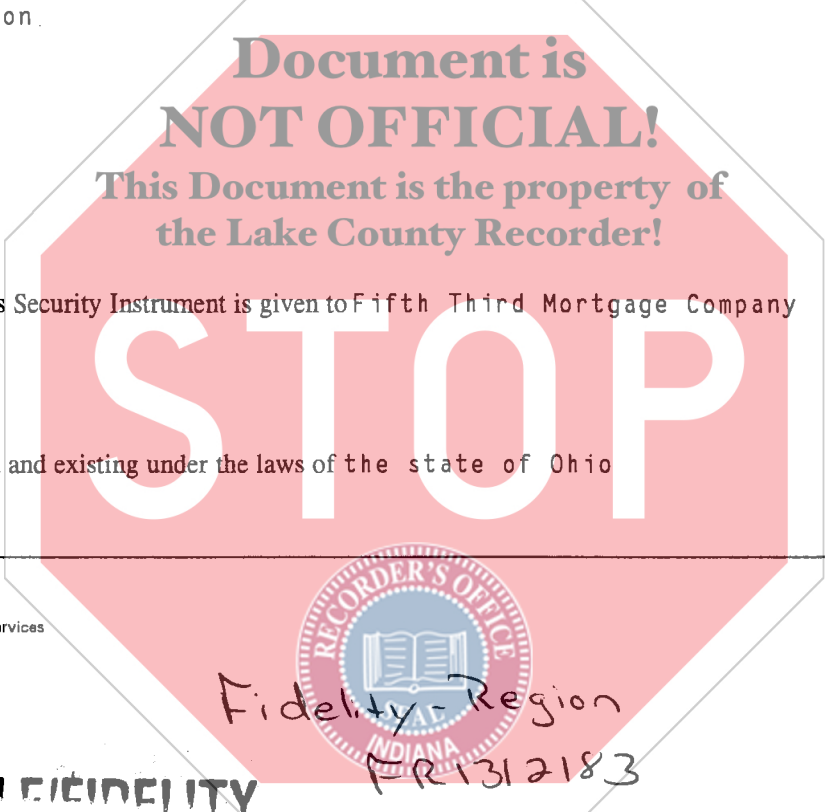 on
Document is
NOT OFFICIAL!
This Document is the property of
the Lake County Recorder!
s Security Instrument is given to Fifth Third Mortgage Company
STOP
and existing under the laws of the state of Ohio
RECORDER'S OFFICE
rvices
Fidelity - Region
SEAL
INDIANA
FR1312183
FIDELITY